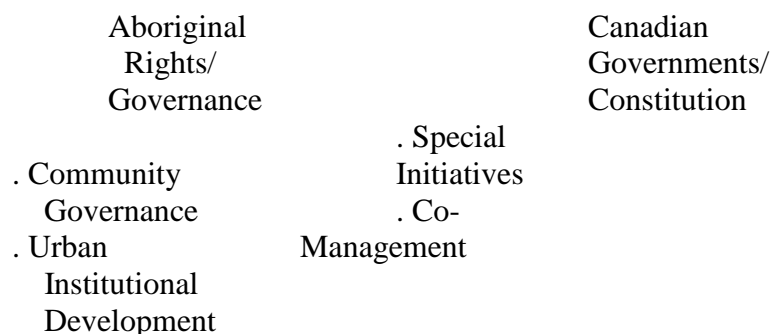 Aboriginal Canadian
Rights/ Governments/
Governance Constitution
. Special
. Community Initiatives
Governance . Co-
. Urban Management
Institutional
Development